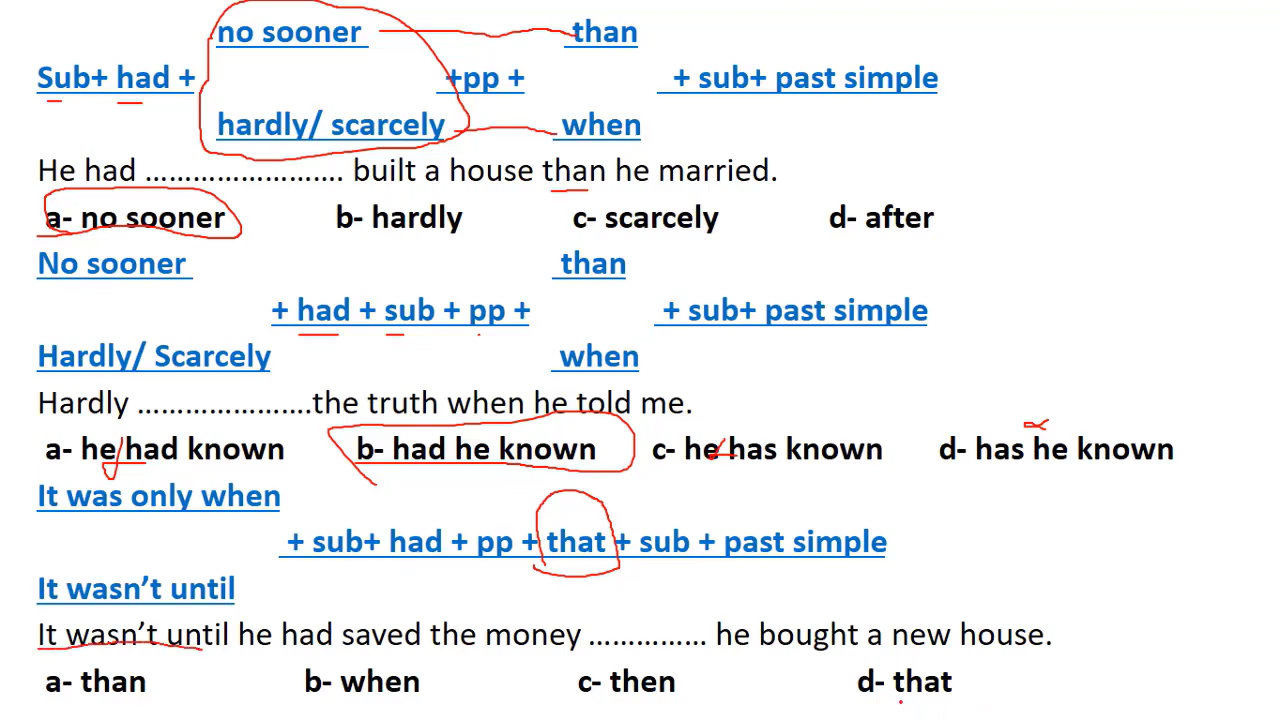 no sooner than
Sub+ had + +pp + + sub+ past simple
hardly/ scarcely when
He had ……………………. built a house than he married.
a- no sooner b- hardly c- scarcely d- after
No sooner than
+ had + sub + pp + + sub+ past simple
Hardly/ Scarcely when
Hardly ………………….the truth when he told me.
a- he had known b- had he known c- he has known d- has he known
It was only when
+ sub+ had + pp + that + sub + past simple
It wasn’t until
It wasn’t until he had saved the money …………… he bought a new house.
a- than b- when c- then d- that